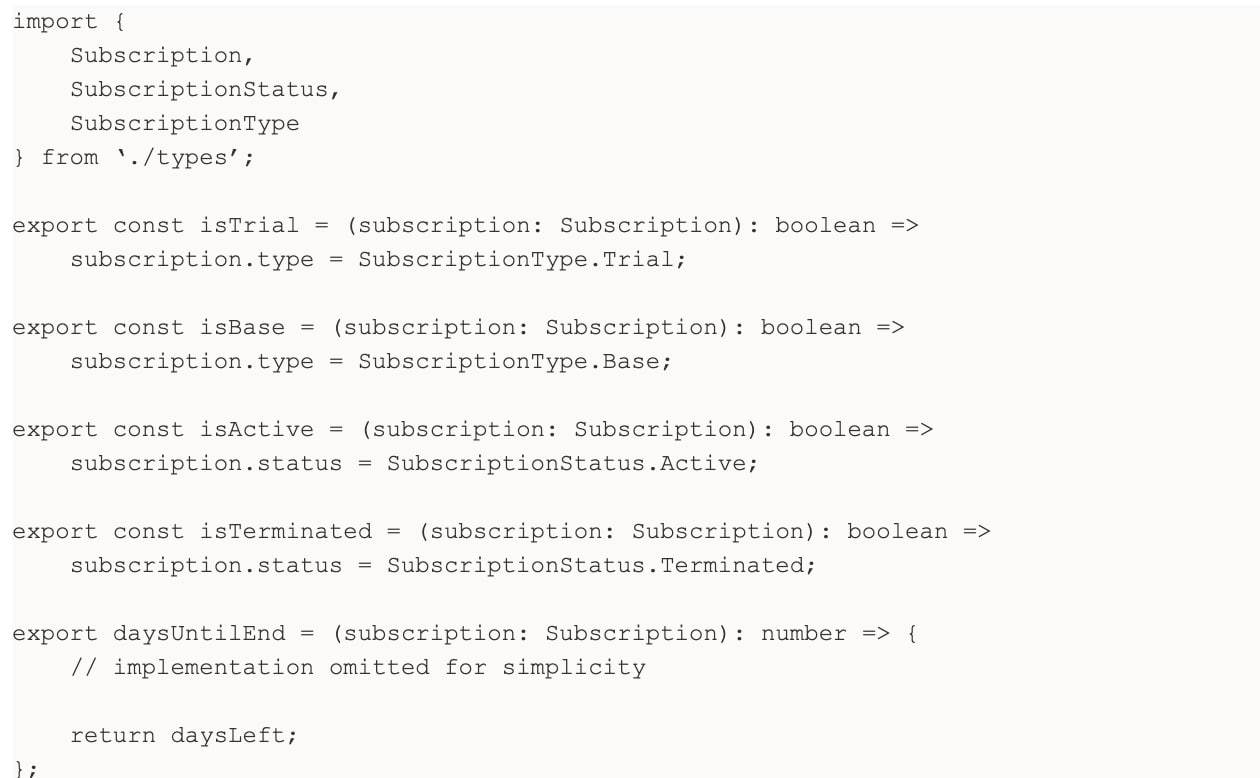 import {
    Subscription,
    SubscriptionStatus,
    SubscriptionType
} from ‘./types’;

export const isTrial = (subscription: Subscription): boolean =>
    subscription.type = SubscriptionType.Trial;

export const isBase = (subscription: Subscription): boolean =>
    subscription.type = SubscriptionType.Base;

export const isActive = (subscription: Subscription): boolean =>
    subscription.status = SubscriptionStatus.Active;

export const isTerminated = (subscription: Subscription): boolean =>
    subscription.status = SubscriptionStatus.Terminated;

export daysUntilEnd = (subscription: Subscription): number => {
    // implementation omitted for simplicity

    return daysLeft;
};